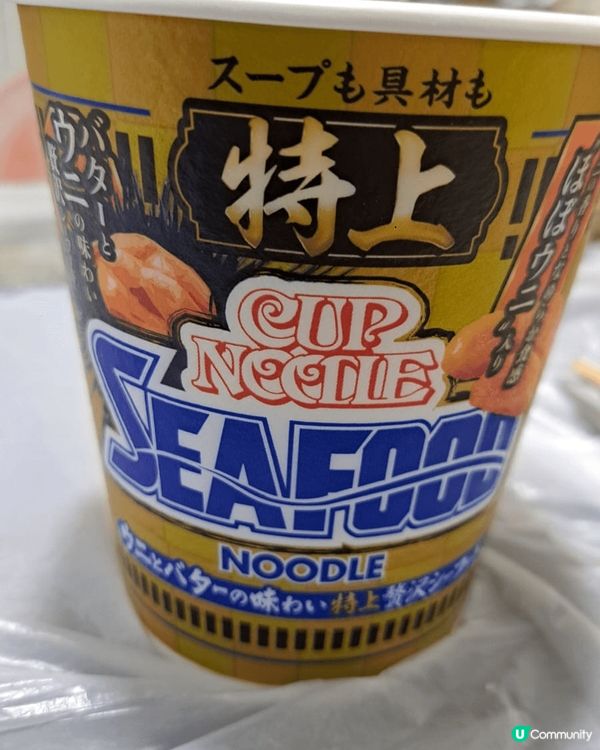 スープも具材も
特上
バターと
ウニの味わい
ほぼウニ入り
CUP
NOODLE
SEAFOOD
NOODLE
ウニとバターの味わい 特上 贅沢シーフ
U Community